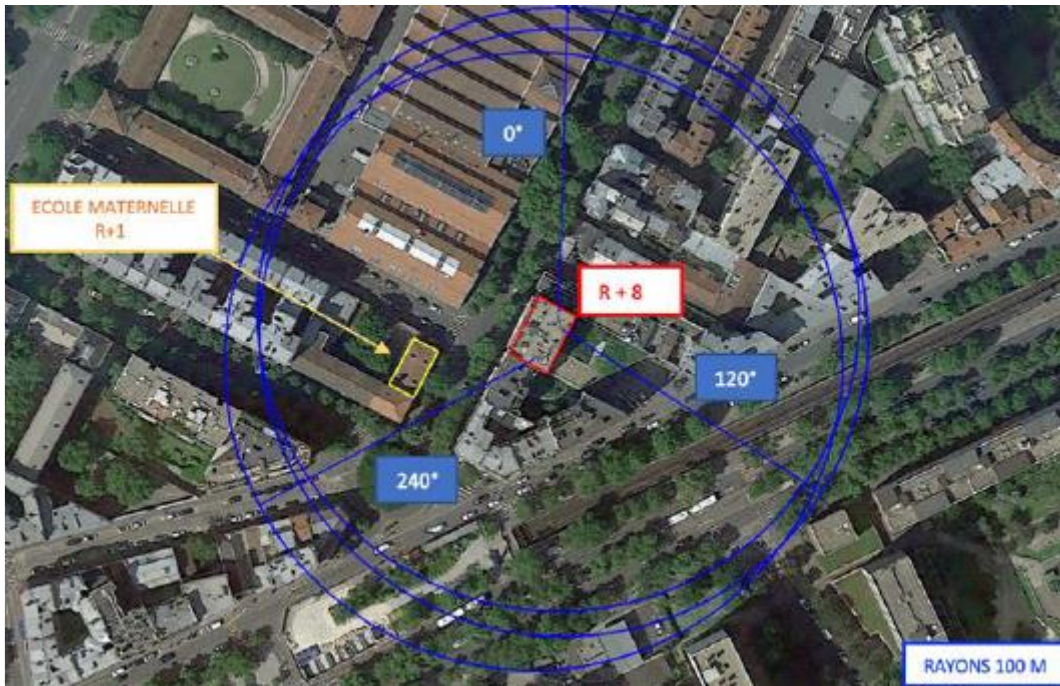 0°
ECOLE MATERNELLE
R+1
R + 8
120°
240°
RAYONS 100 M